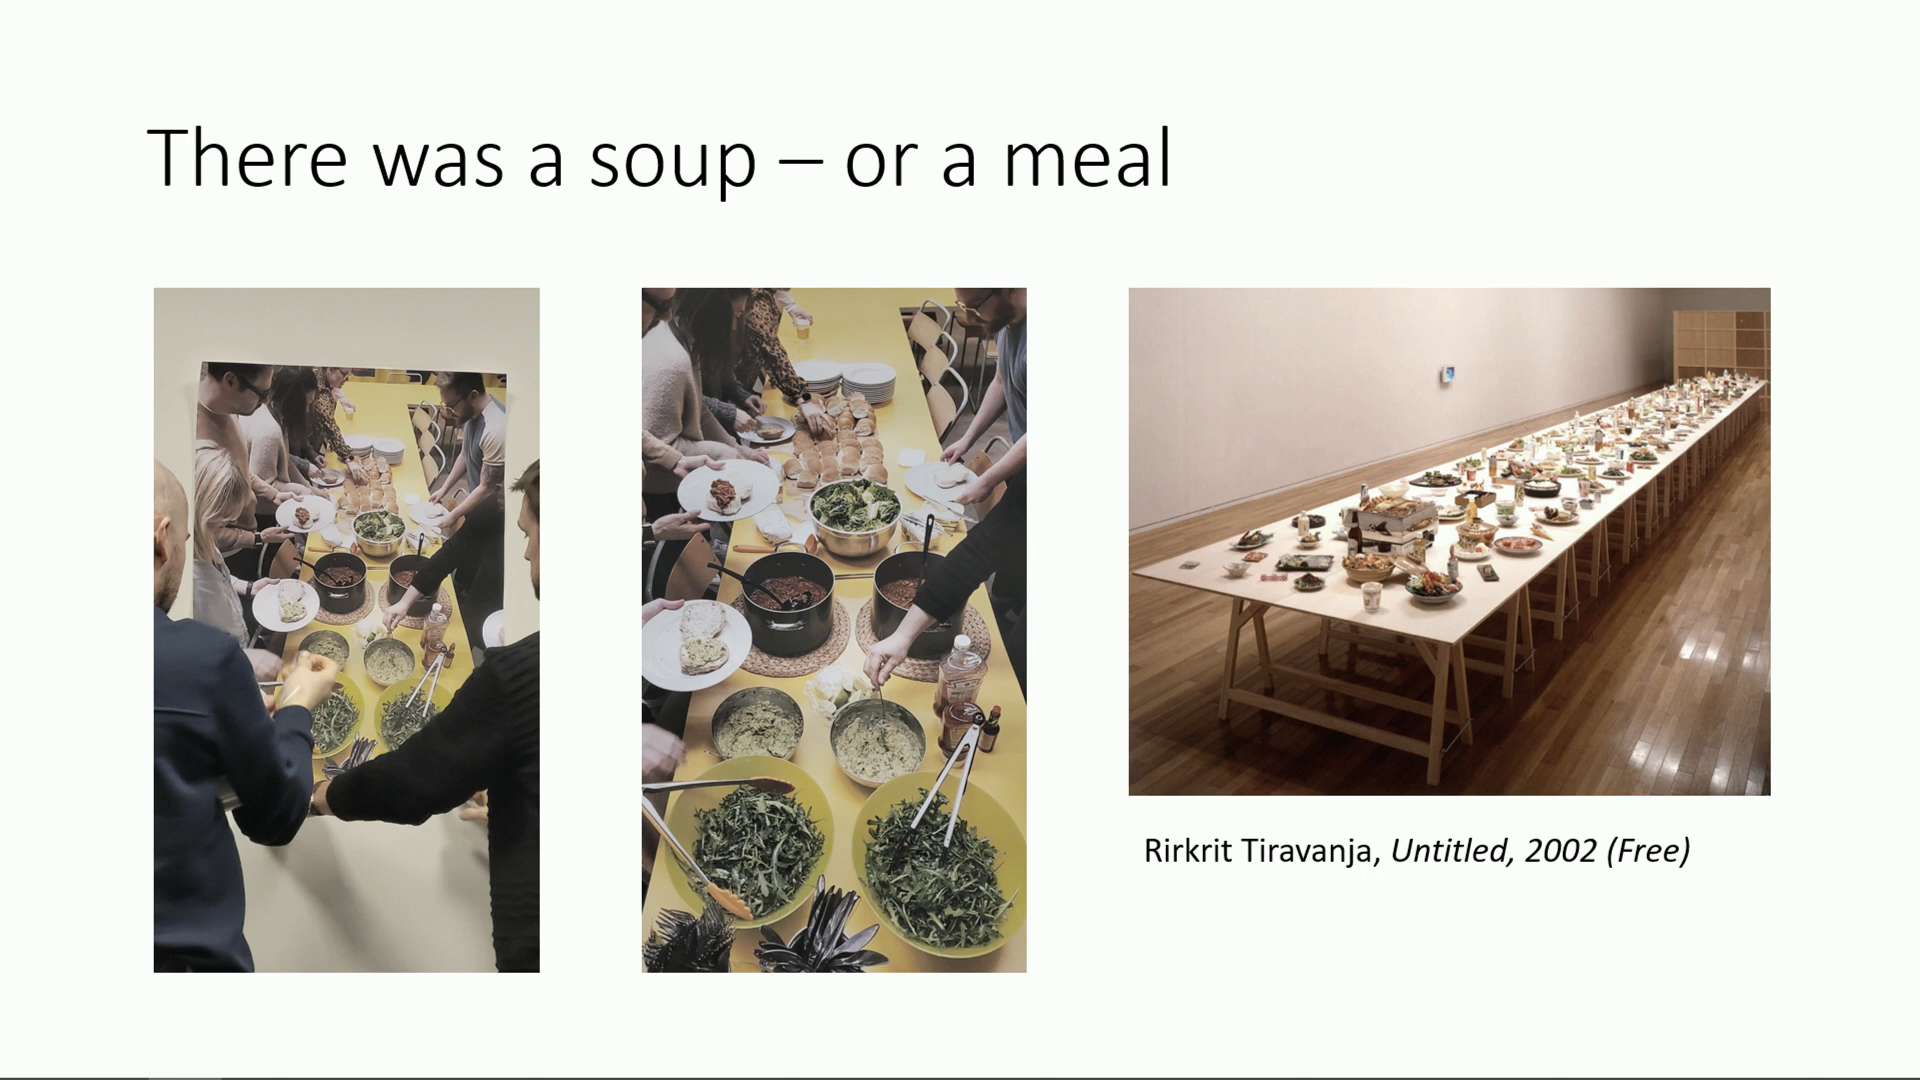 There was a soup – or a meal
Rirkrit Tiravanja, Untitled, 2002 (Free)